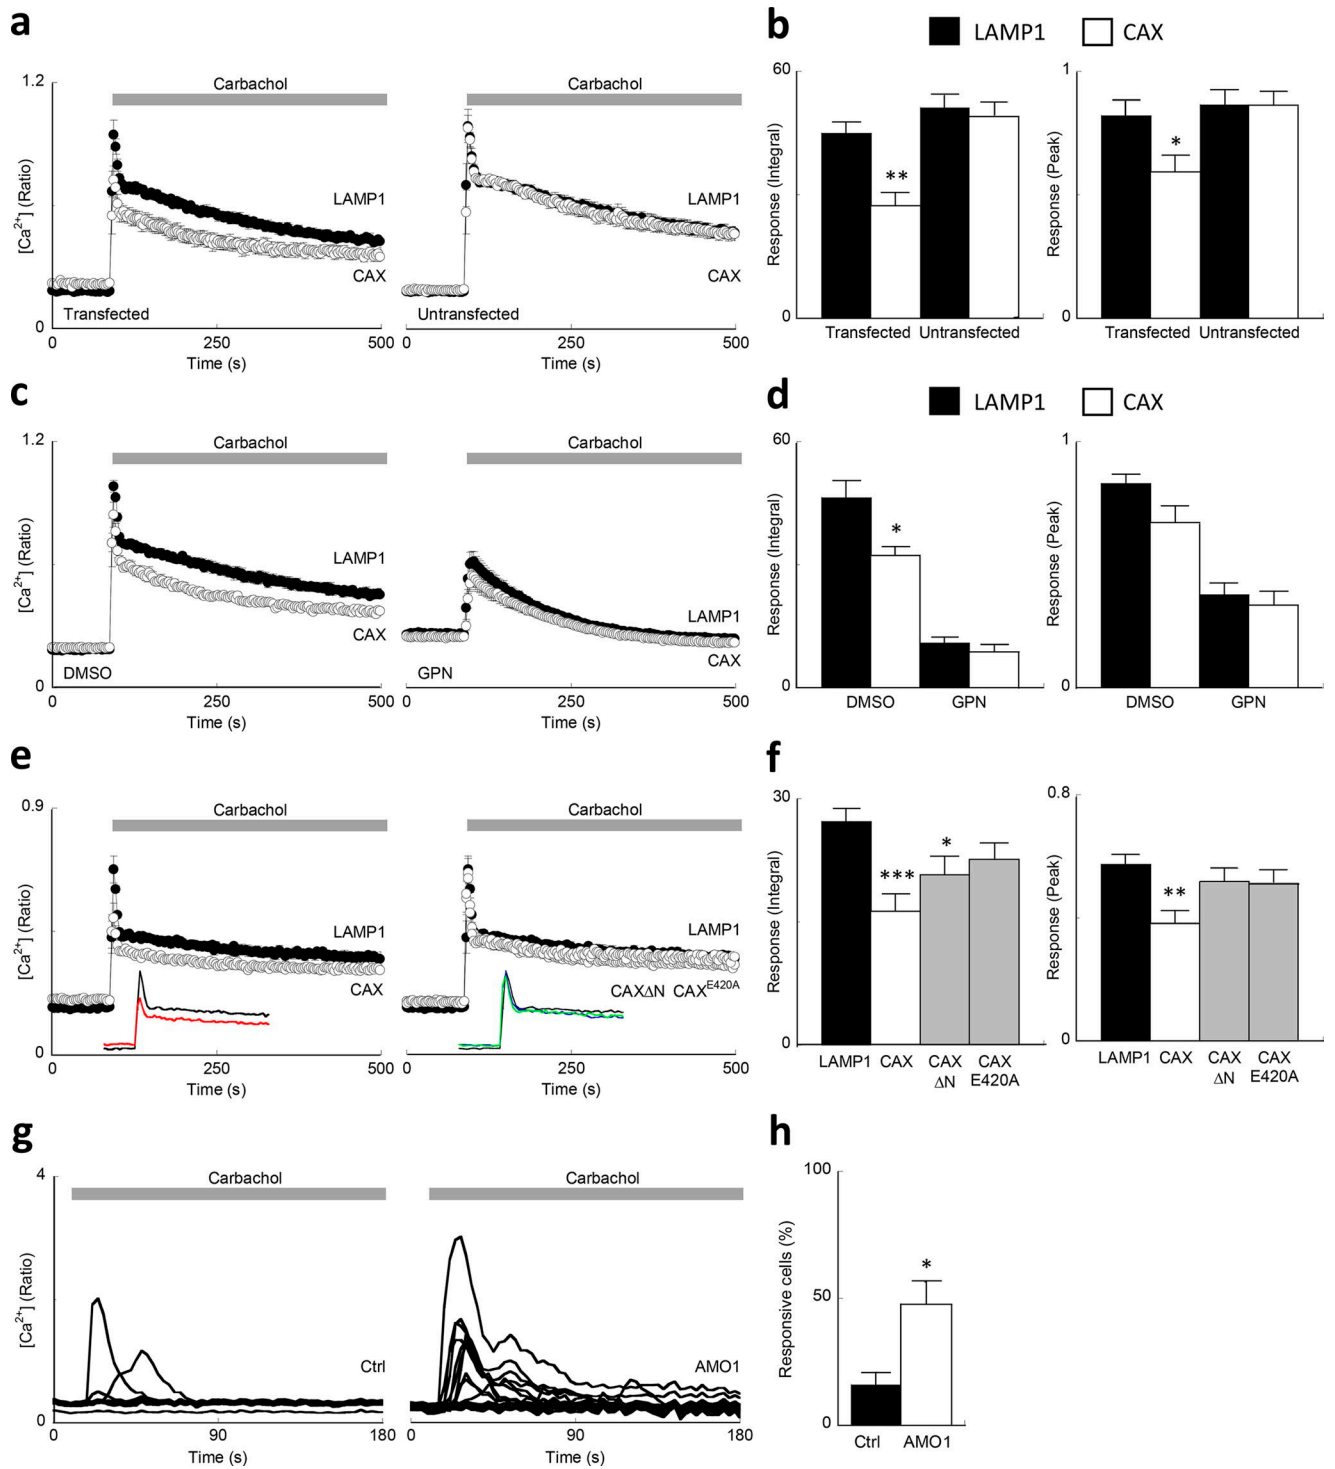 a
1.2
[Ca2+] (Ratio)
0
Carbachol
LAMP1
CAX
Transfected
0 250 500
Time (s)
Carbachol
LAMP1
CAX
Untransfected
0 250 500
Time (s)
b
LAMP1 CAX
60
Response (Integral)
0
**
Transfected Untransfected
1
Response (Peak)
0
*
Transfected Untransfected
c
1.2
[Ca2+] (Ratio)
0
Carbachol
LAMP1
CAX
DMSO
0 250 500
Time (s)
Carbachol
LAMP1
CAX
GPN
0 250 500
Time (s)
d
LAMP1 CAX
60
Response (Integral)
0
*
DMSO GPN
1
Response (Peak)
0
DMSO GPN
e
0.9
[Ca2+] (Ratio)
0
Carbachol
LAMP1
CAX
0 250 500
Time (s)
Carbachol
LAMP1
CAXΔN CAXE420A
0 250 500
Time (s)
f
30
Response (Integral)
0
***
*
LAMP1 CAX CAX CAX
ΔN E420A
0.8
Response (Peak)
0
**
LAMP1 CAX CAX CAX
ΔN E420A
g
4
[Ca2+] (Ratio)
0
Carbachol
Ctrl
0 90 180
Time (s)
Carbachol
AMO1
0 90 180
Time (s)
h
100
50
0
Responsive cells (%)
*
Ctrl AMO1